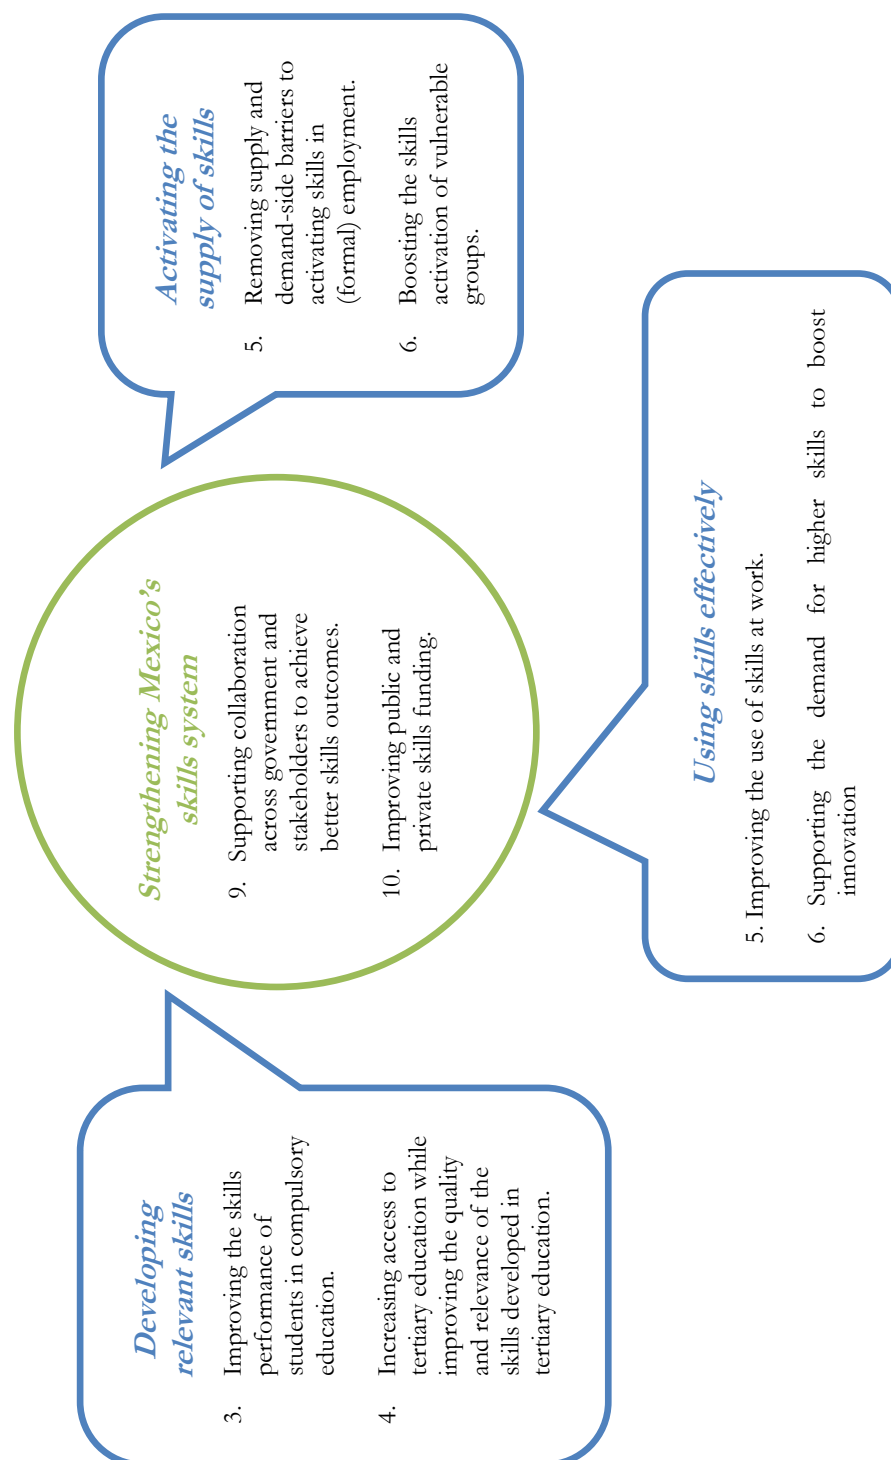 Developing
relevant skills
3. Improving the skills
performance of
students in compulsory
education.
4. Increasing access to
tertiary education while
improving the quality
and relevance of the
skills developed in
tertiary education.
Strengthening Mexico's
skills system
9. Supporting collaboration
across government and
stakeholders to achieve
better skills outcomes.
10. Improving public and
private skills funding.
Activating the
supply of skills
5. Removing supply and
demand-side barriers to
activating skills in
(formal) employment.
6. Boosting the skills
activation of vulnerable
groups.
Using skills effectively
5. Improving the use of skills at work.
6. Supporting the demand for higher skills to boost
innovation